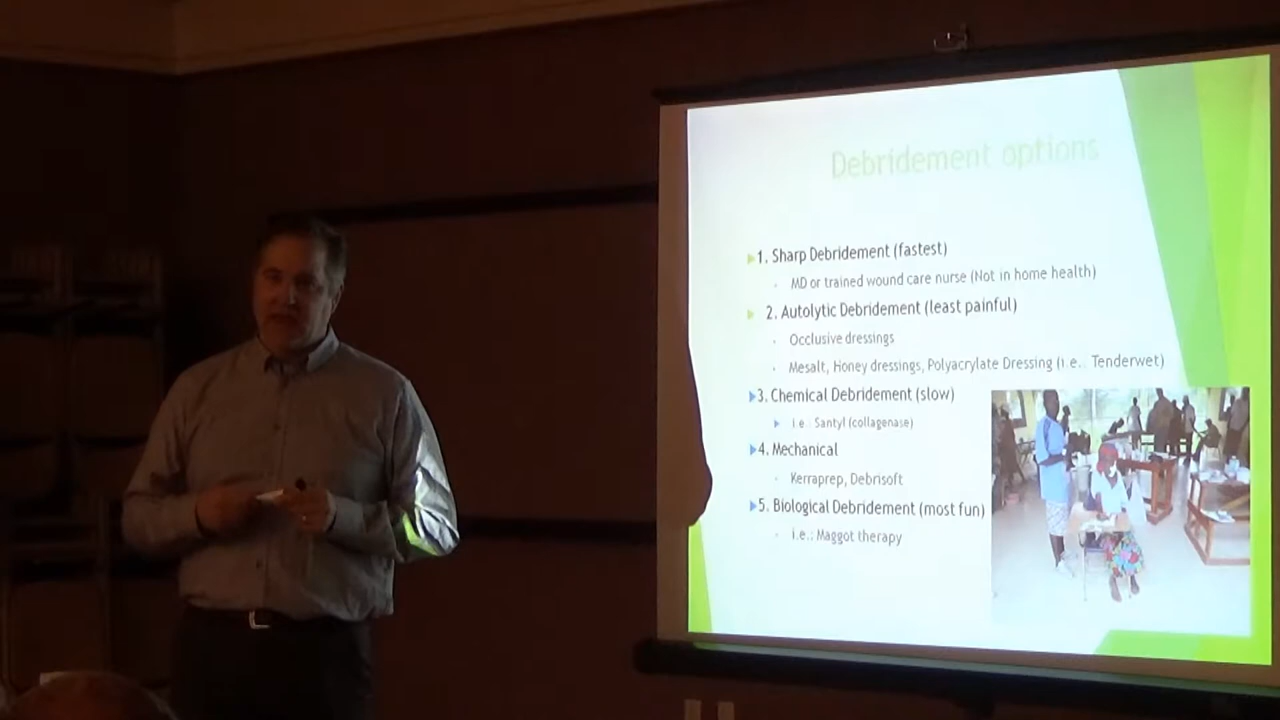 Debridement options
1. Sharp Debridement (fastest)
MD or trained wound care nurse (Not in home health)
2. Autolytic Debridement (least painful)
Occlusive dressings
Mesalt, Honey dressings, Polyacrylate Dressing (i.e.. Tenderwet)
3. Chemical Debridement (slow)
i.e. Santyl (collagenase)
4. Mechanical
Kerraprep, Debrisoft
5. Biological Debridement (most fun)
i.e.: Maggot therapy